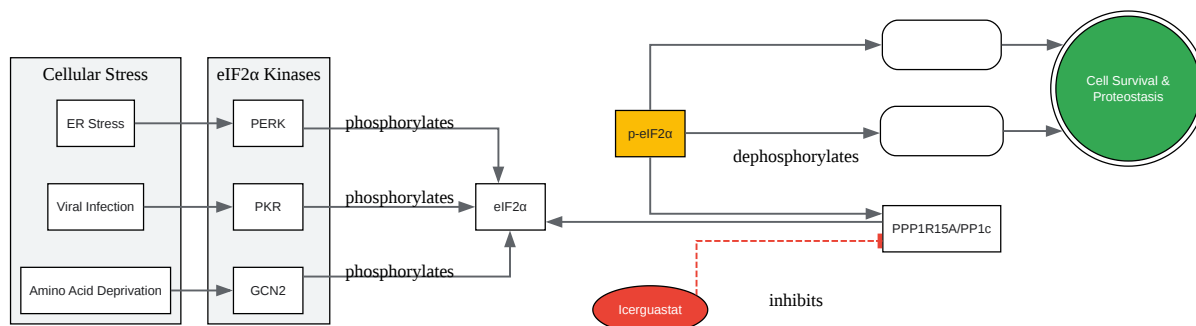 Cellular Stress
eIF2α Kinases
ER Stress
PERK
phosphorylates
Viral Infection
PKR
phosphorylates
eIF2α
Amino Acid Deprivation
GCN2
phosphorylates
p-eIF2α
dephosphorylates
Cell Survival &
Proteostasis
PPP1R15A/PP1c
Icerguastat
inhibits